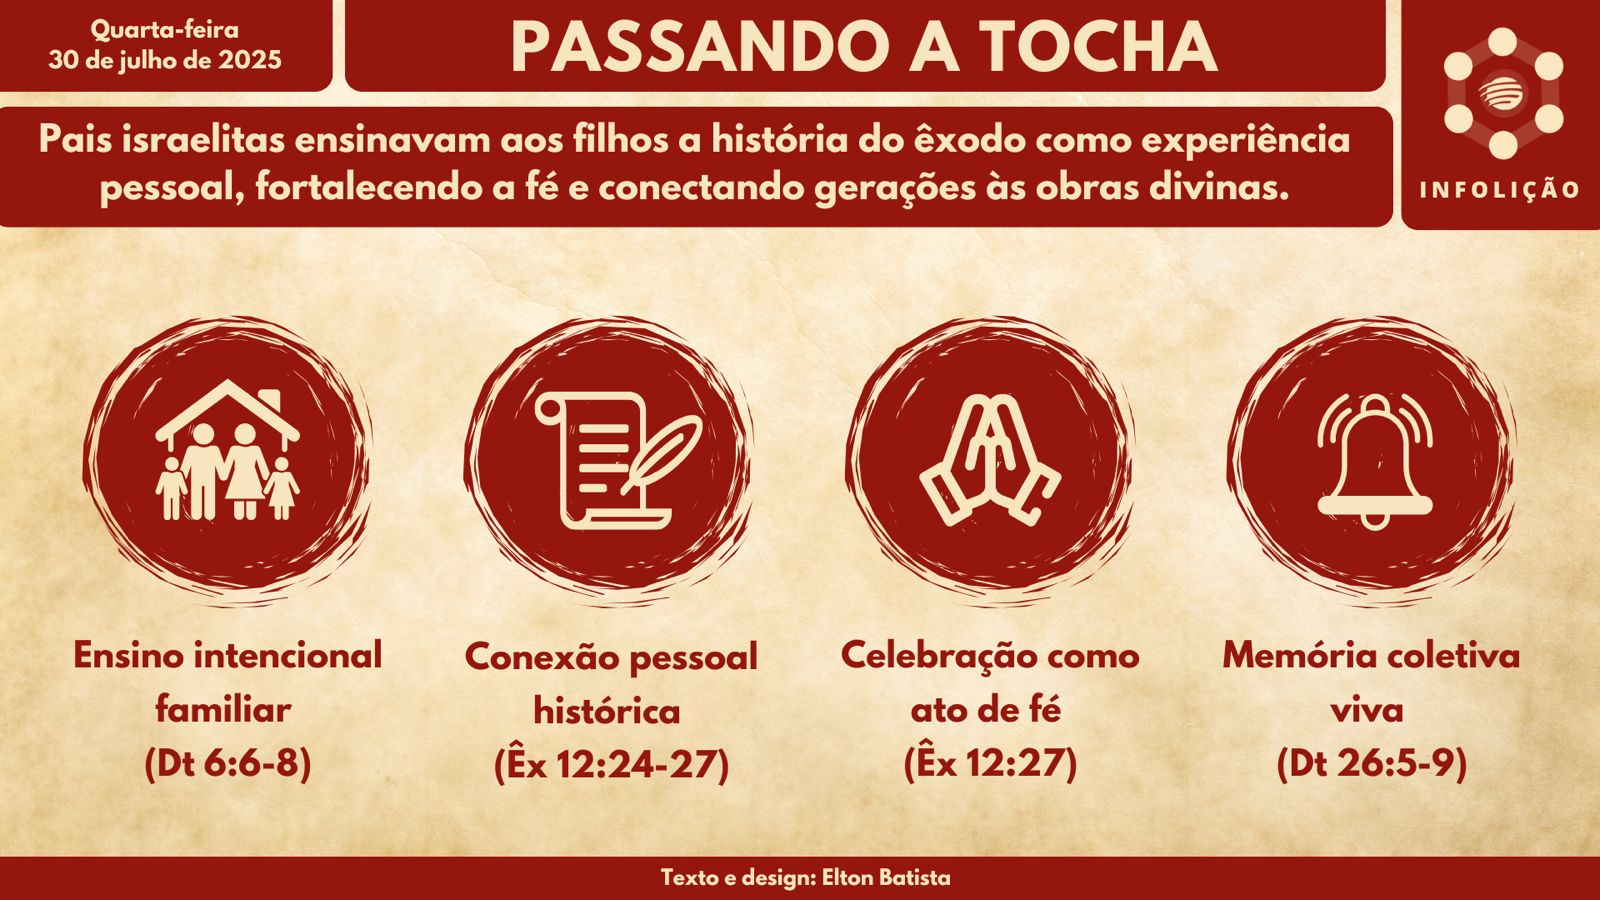 Quarta-feira
30 de julho de 2025
PASSANDO A TOCHA
Pais israelitas ensinavam aos filhos a história do êxodo como experiência
pessoal, fortalecendo a fé e conectando gerações às obras divinas.
INFOLIÇÃO
Ensino intencional
familiar
(Dt 6:6-8)
Conexão pessoal
histórica
(Êx 12:24-27)
Celebração como
ato de fé
(Êx 12:27)
Memória coletiva
viva
(Dt 26:5-9)
Texto e design: Elton Batista